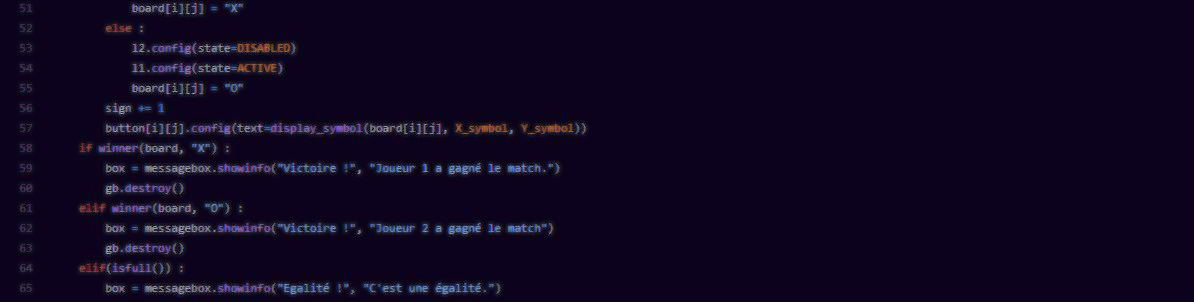 51 board[i][j] = "X"
52 else :
53 l2.config(state=DISABLED)
54 l1.config(state=ACTIVE)
55 board[i][j] = "O"
56 sign += 1
57 button[i][j].config(text=display_symbol(board[i][j], X_symbol, Y_symbol))
58 if winner(board, "X") :
59 box = messagebox.showinfo("Victoire !", "Joueur 1 a gagné le match.")
60 gb.destroy()
61 elif winner(board, "O") :
62 box = messagebox.showinfo("Victoire !", "Joueur 2 a gagné le match")
63 gb.destroy()
64 elif(isfull()) :
65 box = messagebox.showinfo("Egalité !", "C'est une égalité.")